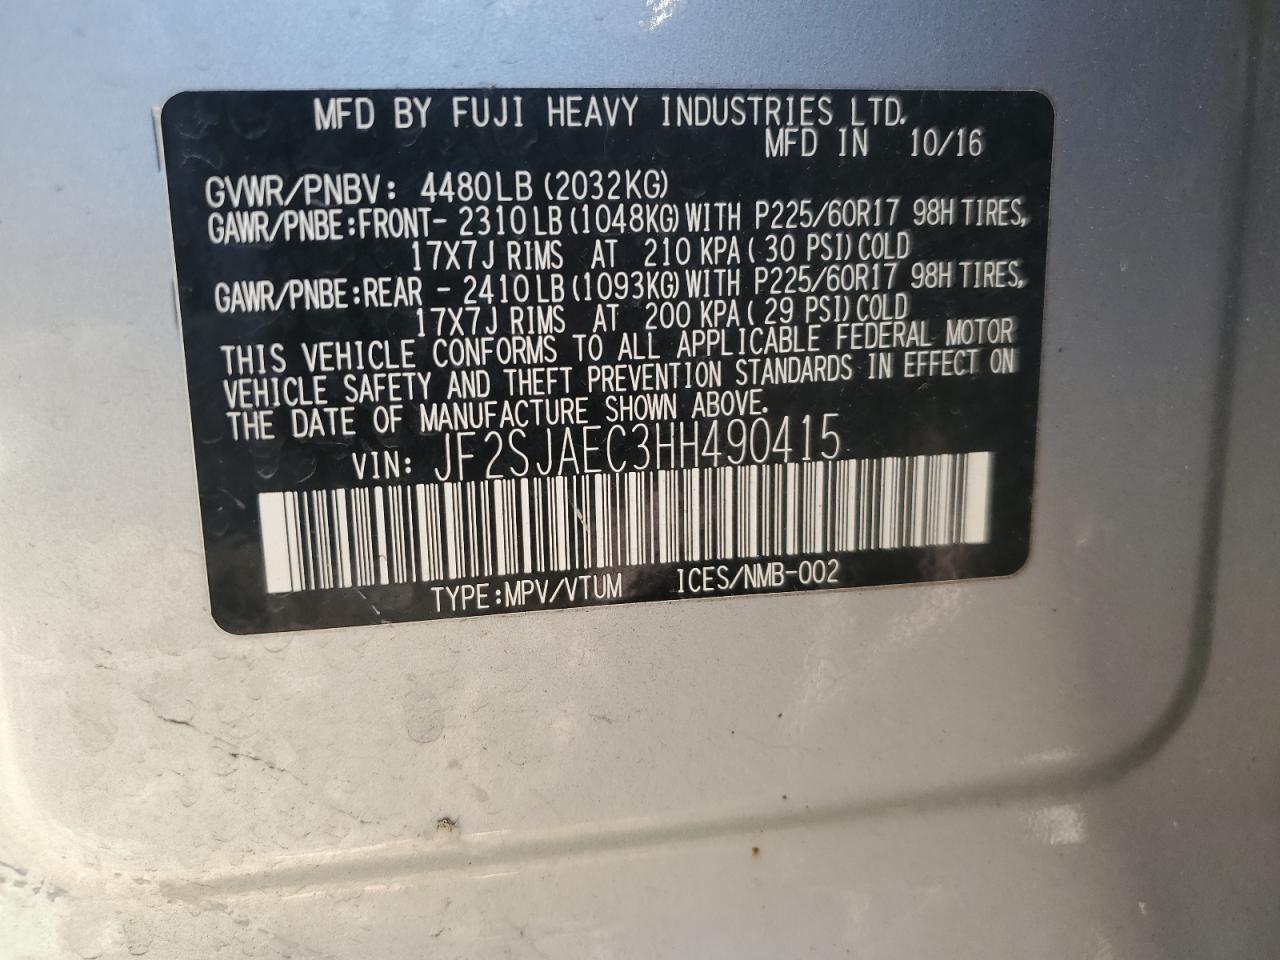 MFD BY FUJI HEAVY INDUSTRIES LTD.
MFD IN 10/16
GVWR/PNBV: 4480LB (2032KG)
GAWR/PNBE:FRONT- 2310LB (1048KG) WITH P225/60R17 98H TIRES,
17X7J RIMS AT 210 KPA (30 PSI) COLD
GAWR/PNBE:REAR - 2410LB (1093KG) WITH P225/60R17 98H TIRES,
17X7J RIMS AT 200 KPA (29 PSI) COLD
THIS VEHICLE CONFORMS TO ALL APPLICABLE FEDERAL MOTOR
VEHICLE SAFETY AND THEFT PREVENTION STANDARDS IN EFFECT ON
THE DATE OF MANUFACTURE SHOWN ABOVE.
VIN: JF2SJAEC3HH490415
TYPE:MPV/VTUM ICES/NMB-002